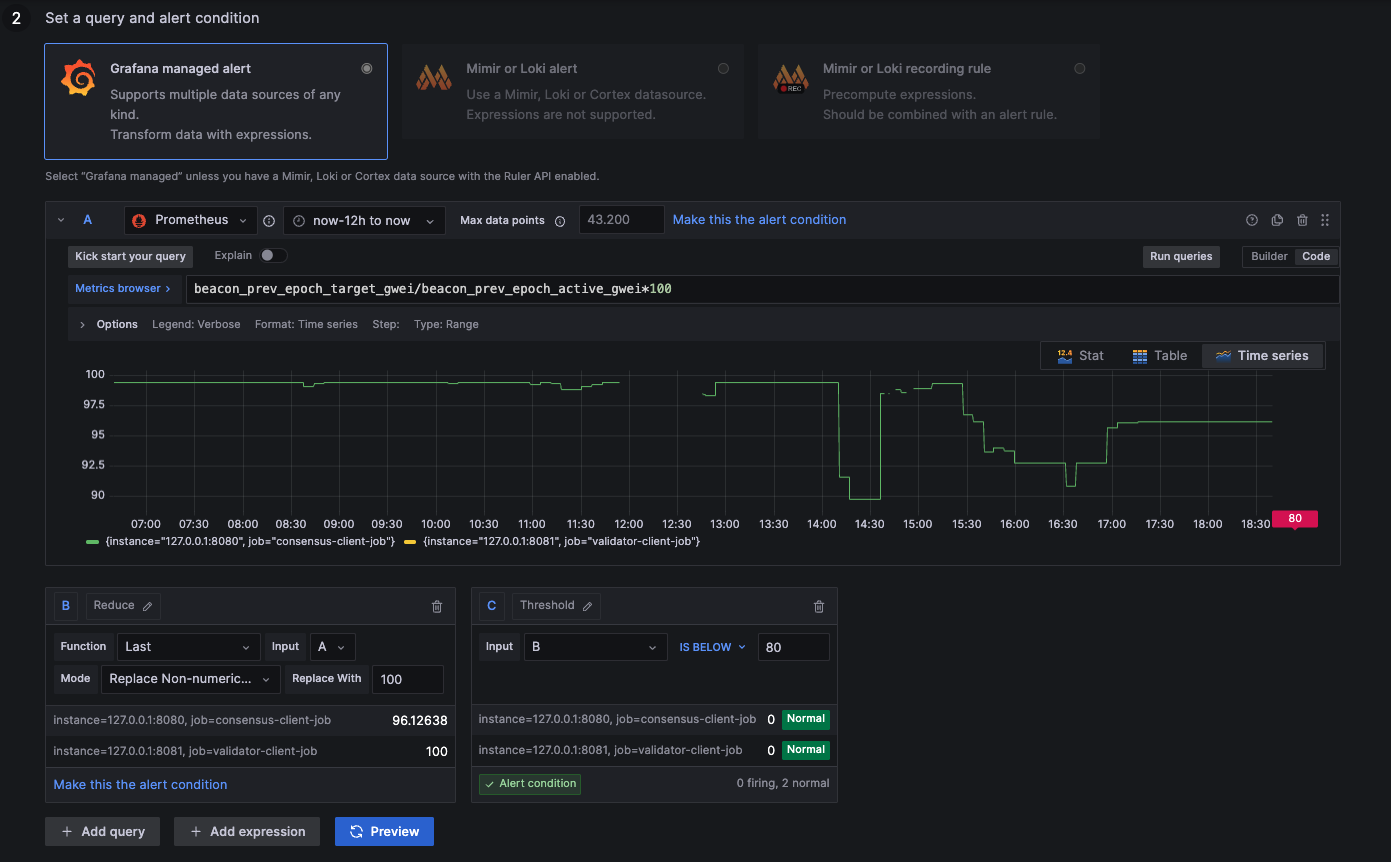 2 Set a query and alert condition
Grafana managed alert
Supports multiple data sources of any
kind.
Transform data with expressions.
Mimir or Loki alert
Use a Mimir, Loki or Cortex datasource.
Expressions are not supported.
REC
Mimir or Loki recording rule
Precompute expressions.
Should be combined with an alert rule.
Select "Grafana managed" unless you have a Mimir, Loki or Cortex data source with the Ruler API enabled.
A Prometheus now-12h to now Max data points 43.200 Make this the alert condition
Kick start your query Explain Run queries Builder Code
Metrics browser > beacon_prev_epoch_target_gwei/beacon_prev_epoch_active_gwei*100
> Options Legend: Verbose Format: Time series Step: Type: Range
12.4 Stat Table Time series
100
97.5
95
92.5
90
07:00 07:30 08:00 08:30 09:00 09:30 10:00 10:30 11:00 11:30 12:00 12:30 13:00 13:30 14:00 14:30 15:00 15:30 16:00 16:30 17:00 17:30 18:00 18:30
80
{instance="127.0.0.1:8080", job="consensus-client-job"} {instance="127.0.0.1:8081", job="validator-client-job"}
B Reduce
Function Last Input A
Mode Replace Non-numeric... Replace With 100
instance=127.0.0.1:8080, job=consensus-client-job 96.12638
instance=127.0.0.1:8081, job=validator-client-job 100
Make this the alert condition
C Threshold
Input B IS BELOW 80
instance=127.0.0.1:8080, job=consensus-client-job 0 Normal
instance=127.0.0.1:8081, job=validator-client-job 0 Normal
✓ Alert condition 0 firing, 2 normal
+ Add query + Add expression Preview